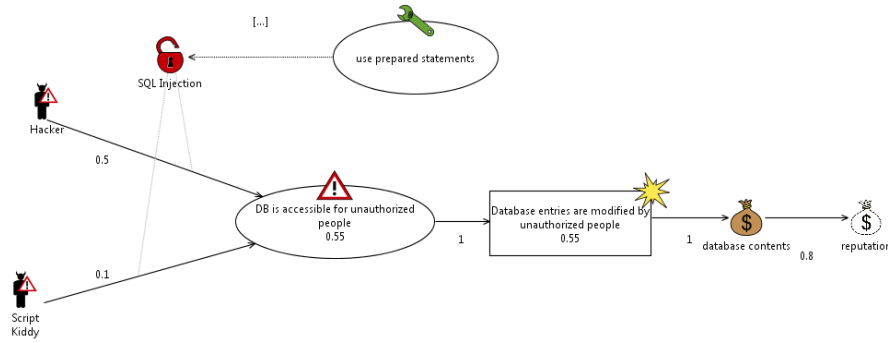 [...]
use prepared statements
SQL Injection
Hacker
0.5
DB is accessible for unauthorized
people
0.55
1
Database entries are modified by
unauthorized people
0.55
1
$
database contents
0.8
$
reputation
0.1
Script
Kiddy